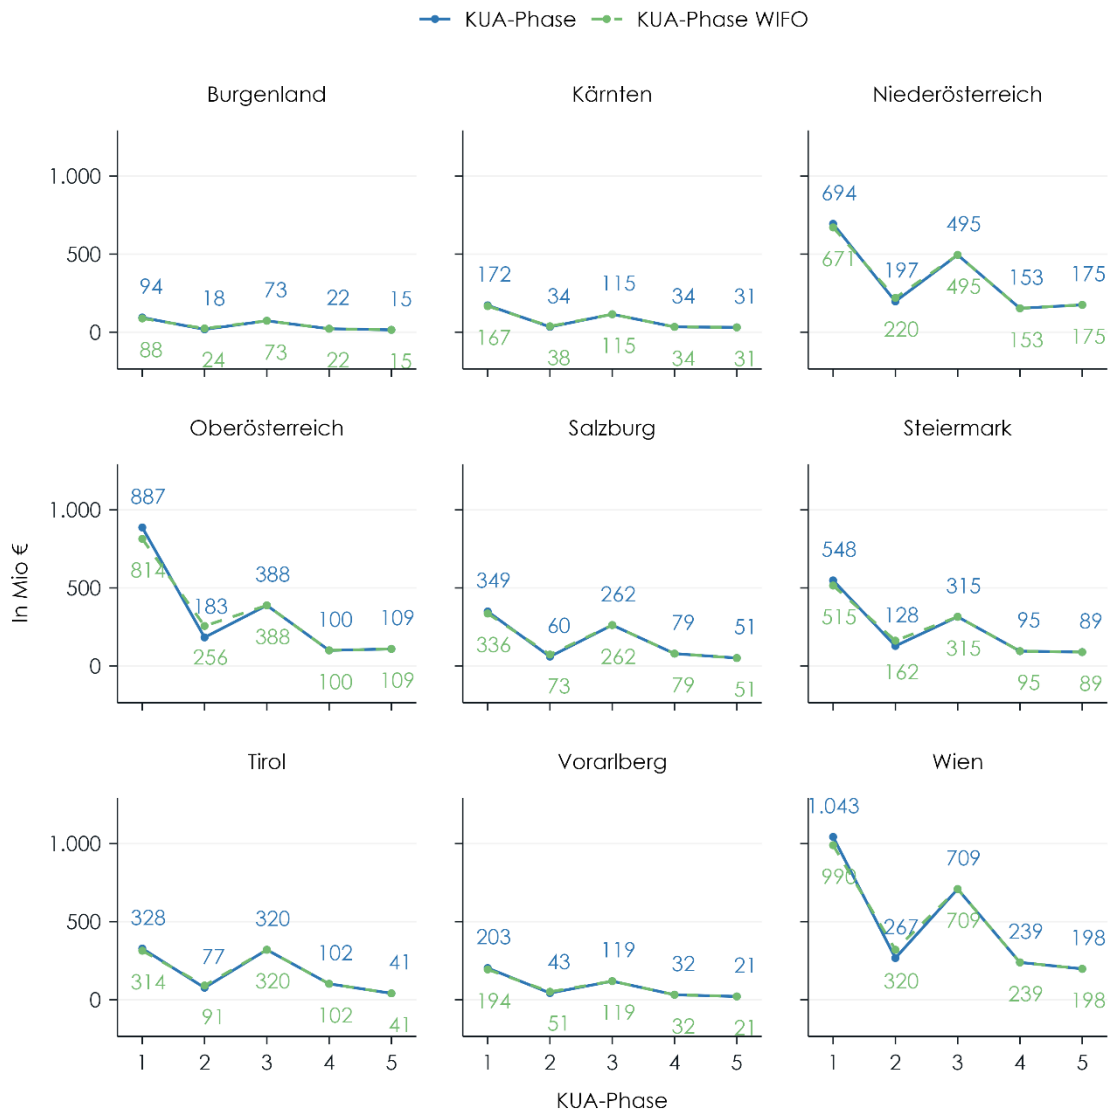 KUA-Phase KUA-Phase WIFO
Burgenland Kärnten Niederösterreich
1.000
500
0
94 18 73 22 15
88 24 73 22 15
172 34 115 34 31
167 38 115 34 31
694 197 495 153 175
671 220 495 153 175
Oberösterreich Salzburg Steiermark
In Mio €
1.000
500
0
887 183 388 100 109
814 256 388 100 109
349 60 262 79 51
336 73 262 79 51
548 128 315 95 89
515 162 315 95 89
Tirol Vorarlberg Wien
1.000
500
0
328 77 320 102 41
314 91 320 102 41
203 43 119 32 21
194 51 119 32 21
1.043 267 709 239 198
990 320 709 239 198
1 2 3 4 5 1 2 3 4 5 1 2 3 4 5
KUA-Phase